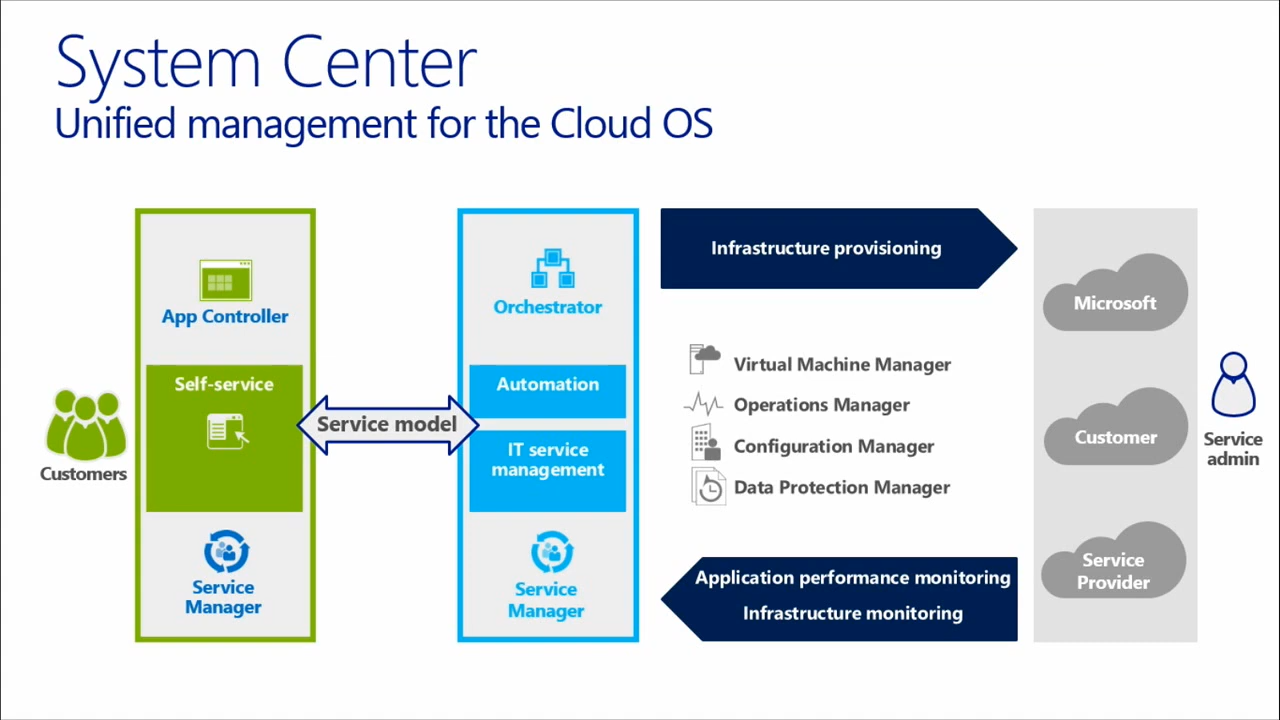 System Center
Unified management for the Cloud OS
Customers
App Controller
Self-service
Service
Manager
Service model
Orchestrator
Automation
IT service
management
Service
Manager
Infrastructure provisioning
Virtual Machine Manager
Operations Manager
Configuration Manager
Data Protection Manager
Application performance monitoring
Infrastructure monitoring
Microsoft
Customer
Service
Provider
Service
admin